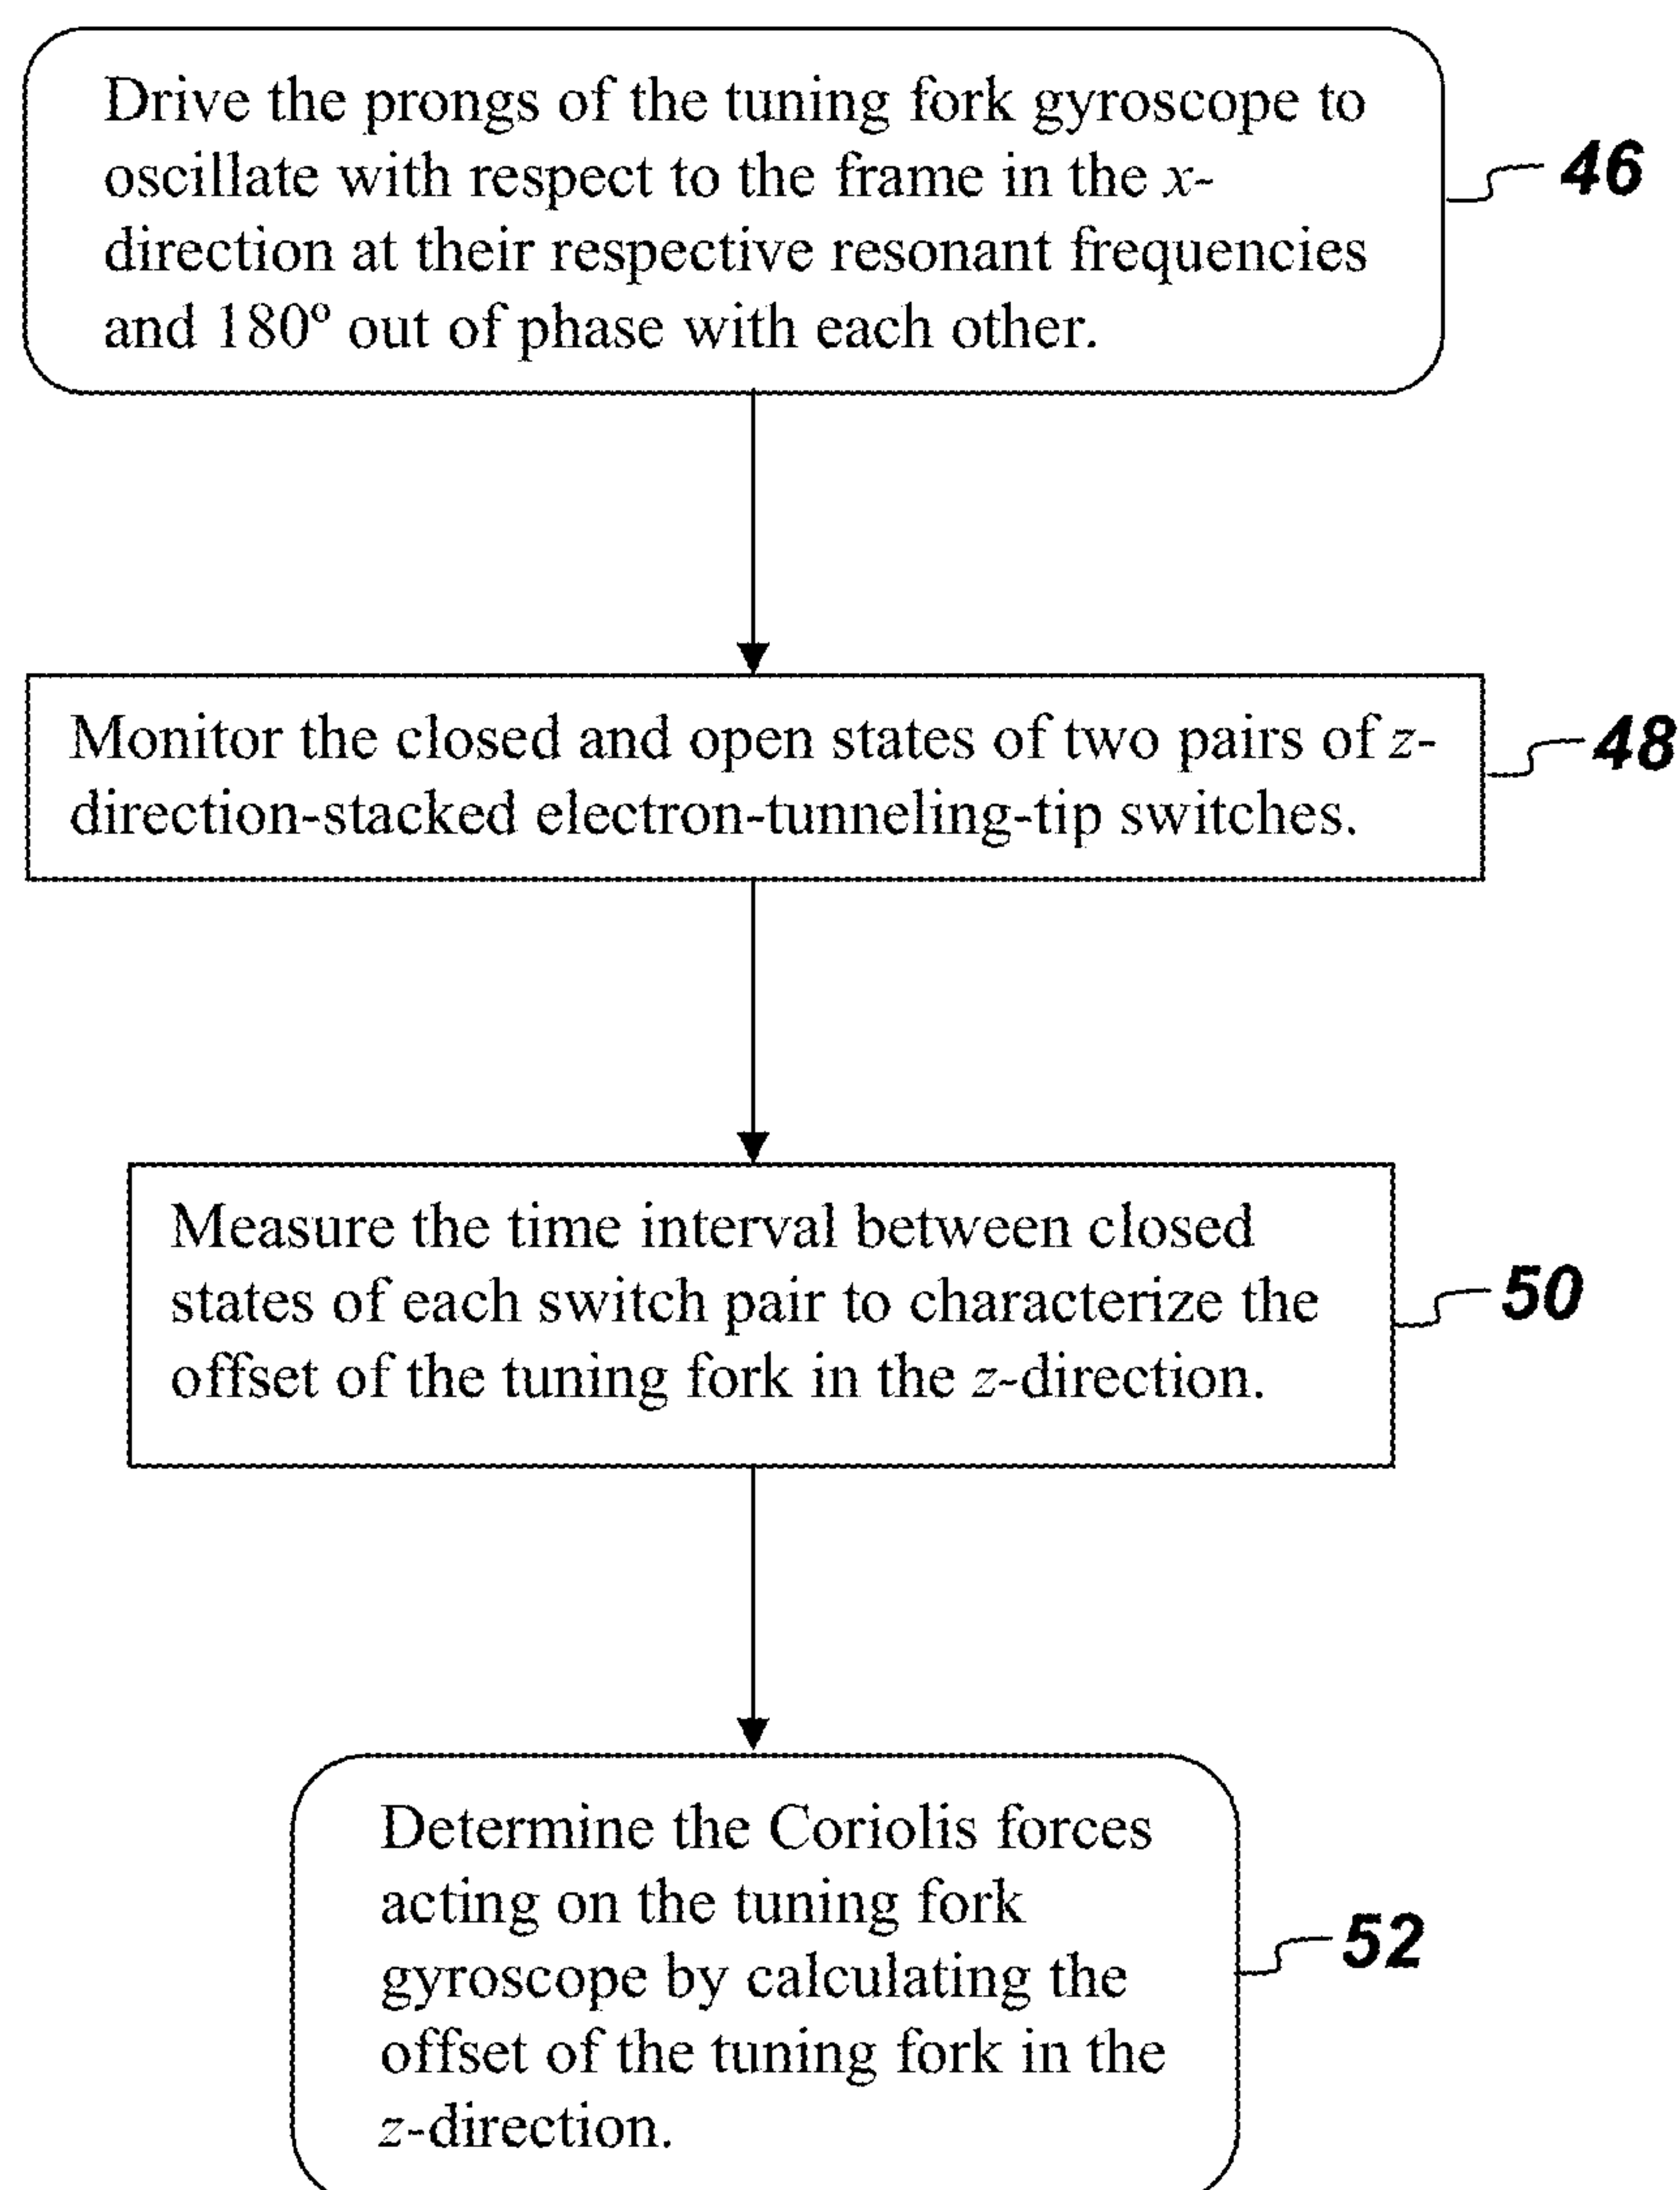 Drive the prongs of the tuning fork gyroscope to
oscillate with respect to the frame in the x-
direction at their respective resonant frequencies
and 180º out of phase with each other.
46
Monitor the closed and open states of two pairs of z-
direction-stacked electron-tunneling-tip switches.
48
Measure the time interval between closed
states of each switch pair to characterize the
offset of the tuning fork in the z-direction.
50
Determine the Coriolis forces
acting on the tuning fork
gyroscope by calculating the
offset of the tuning fork in the
z-direction.
52